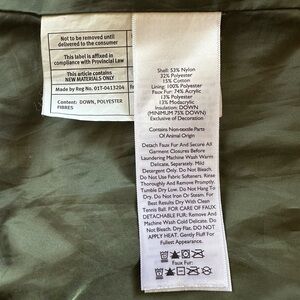 Not to be removed until
delivered to the consumer
This label is affixed in
compliance with Provincial Law
This article contains
NEW MATERIALS ONLY
Made by Reg No. 01T-0413204
Content: DOWN, POLYESTER
FIBRES
Shell: 53% Nylon
32% Polyester
15% Cotton
Lining: 100% Polyester
Faux Fur: 74% Acrylic
13% Polyester
13% Modacrylic
Insulation: DOWN
(MINIMUM 75% DOWN)
Exclusive of Decoration
Contains Non-textile Parts
Of Animal Origin
Detach Faux Fur And Secure All
Garment Closures Before
Laundering Machine Wash Warm
Delicate, Separately. Mild
Detergent Only. Do Not Bleach.
Do Not Use Fabric Softeners. Rinse
Thoroughly And Remove Promptly.
Tumble Dry Low. Do Not Hang To
Dry. Do Not Iron Or Steam. For
Best Results Dry With Clean
Tennis Ball. FOR CARE OF FAUX
DETACHABLE FUR: Remove And
Machine Wash Cold Delicate. Do
Not Bleach. Dry Flat. DO NOT
APPLY HEAT. Gently Fluff For
Fullest Appearance.
Faux Fur: